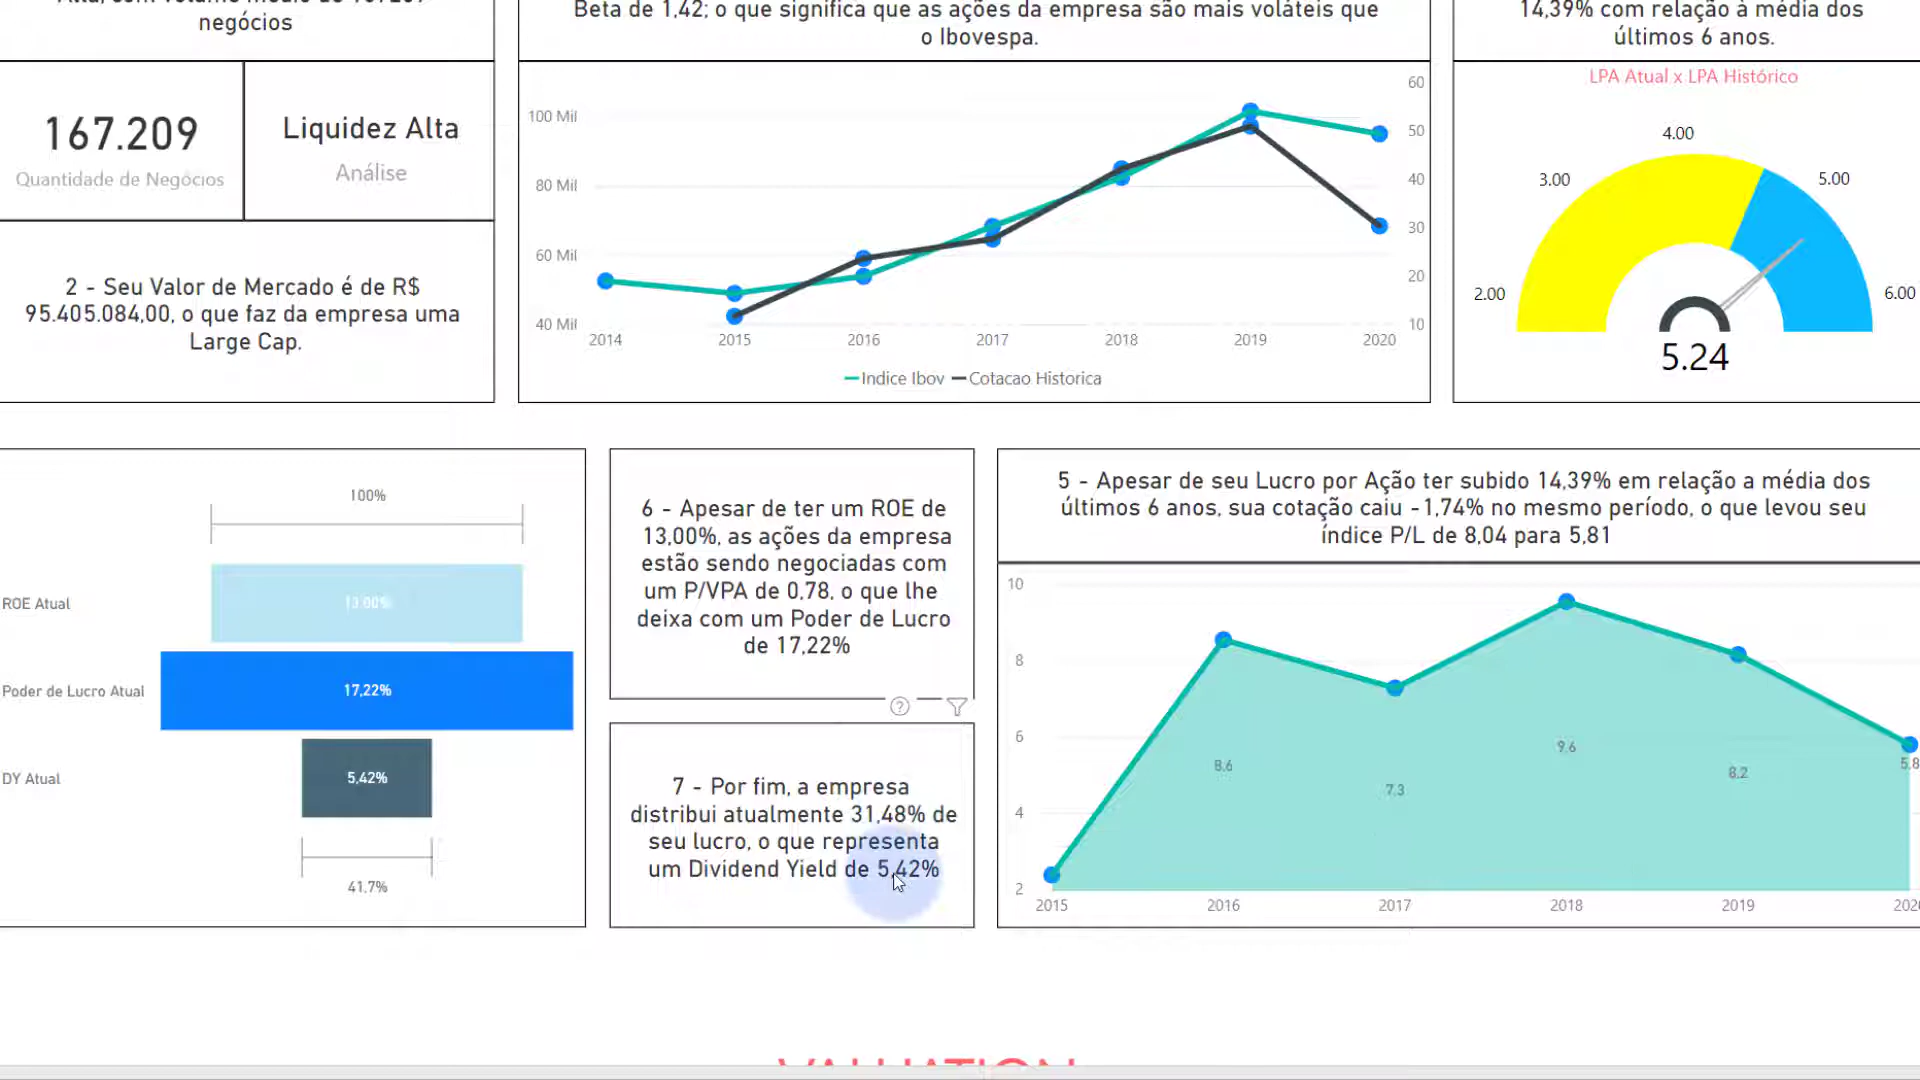 negócios
167.209
Quantidade de Negócios
Liquidez Alta
Análise
2 - Seu Valor de Mercado é de R$
95.405.084,00, o que faz da empresa uma
Large Cap.
Beta de 1,42; o que significa que as ações da empresa são mais voláteis que
o Ibovespa.
100 Mil
80 Mil
60 Mil
40 Mil
60
50
40
30
20
10
2014
2015
2016
2017
2018
2019
2020
Indice Ibov
Cotacao Historica
14,39% com relação à média dos
últimos 6 anos.
LPA Atual x LPA Histórico
2.00
3.00
4.00
5.00
6.00
5.24
100%
ROE Atual
13,00%
Poder de Lucro Atual
17,22%
DY Atual
5,42%
41,7%
6 - Apesar de ter um ROE de
13,00%, as ações da empresa
estão sendo negociadas com
um P/VPA de 0,78, o que lhe
deixa com um Poder de Lucro
de 17,22%
7 - Por fim, a empresa
distribui atualmente 31,48% de
seu lucro, o que representa
um Dividend Yield de 5,42%
5 - Apesar de seu Lucro por Ação ter subido 14,39% em relação a média dos
últimos 6 anos, sua cotação caiu -1,74% no mesmo período, o que levou seu
índice P/L de 8,04 para 5,81
10
8
6
4
2
8.6
7.3
9.6
8.2
5.8
2015
2016
2017
2018
2019
VALUATION